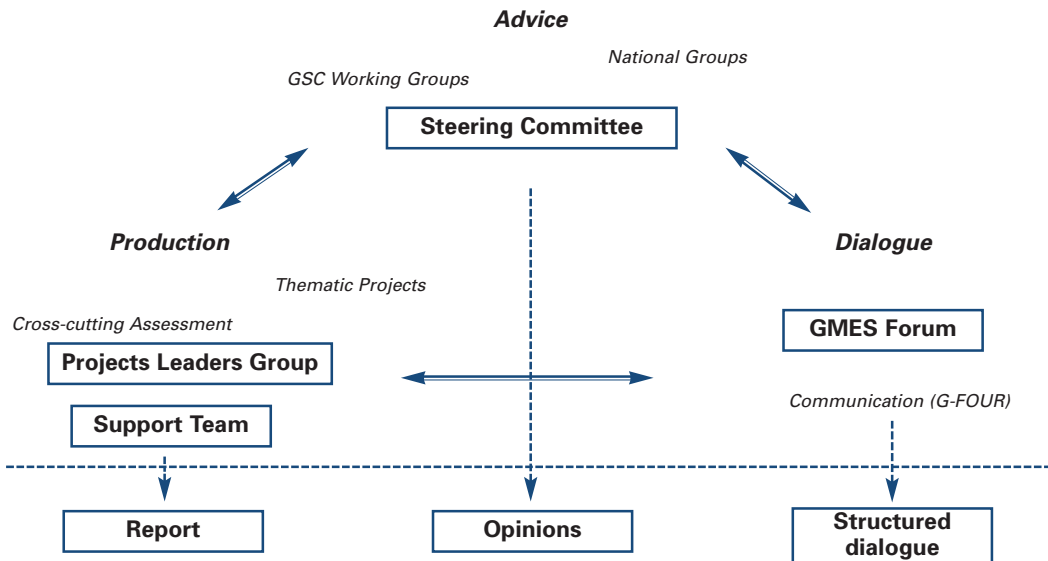 Advice
National Groups
GSC Working Groups
Steering Committee
Production
Dialogue
Thematic Projects
Cross-cutting Assessment
GMES Forum
Projects Leaders Group
Communication (G-FOUR)
Support Team
Report
Opinions
Structured
dialogue